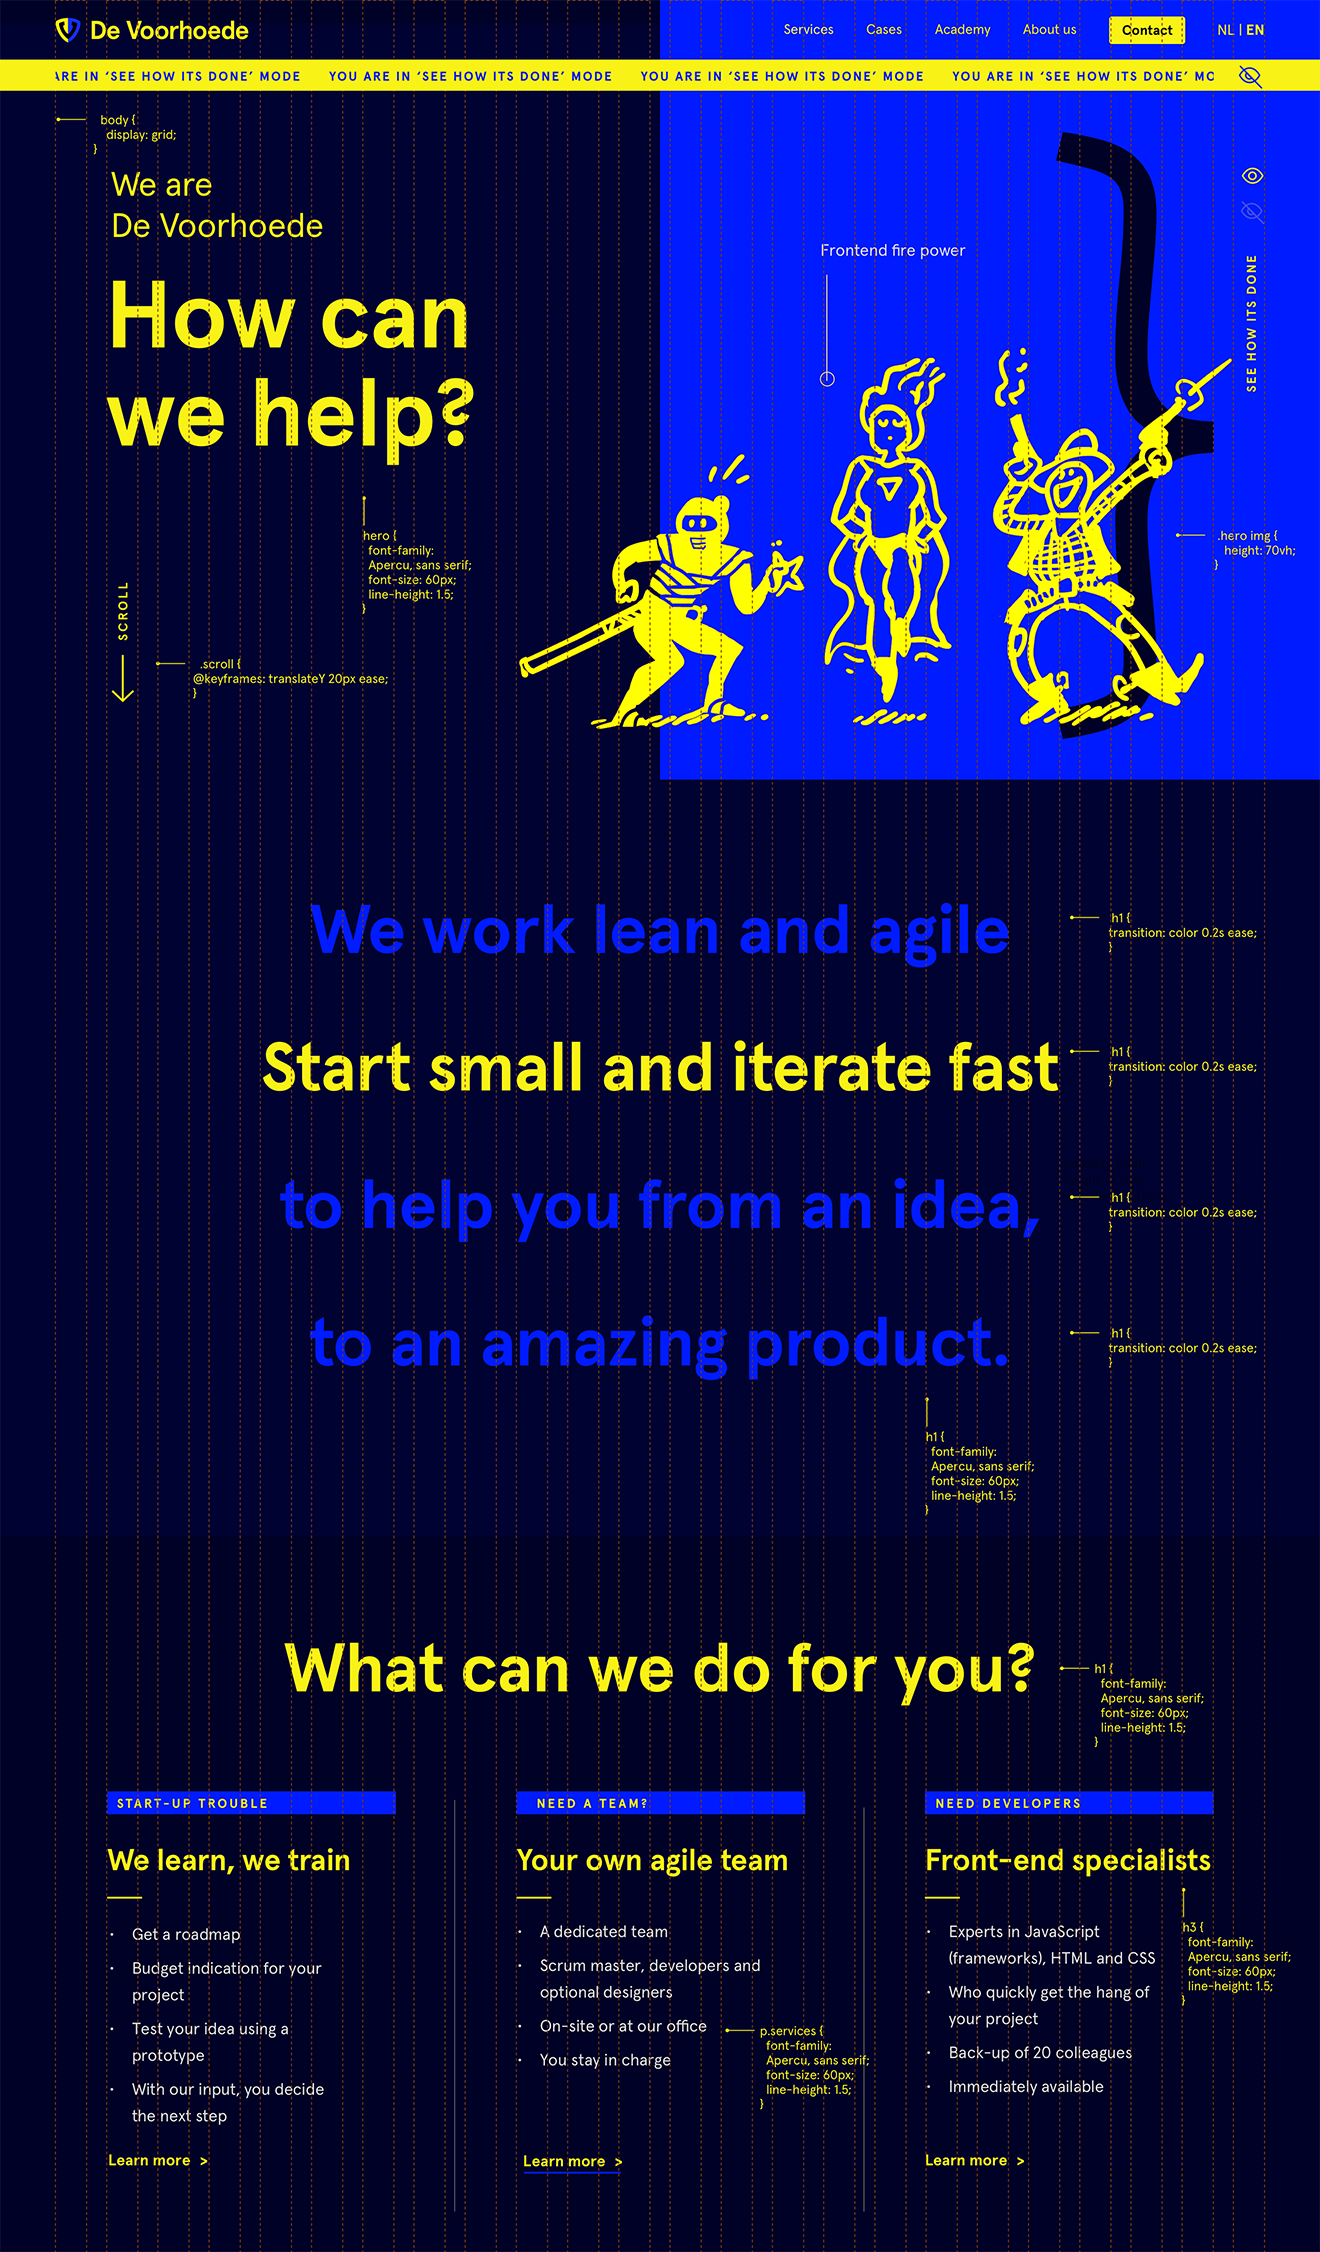 De Voorhoede
Services
Cases
Academy
About us
Contact
NL | EN
ARE IN ‘SEE HOW ITS DONE’ MODE
YOU ARE IN ‘SEE HOW ITS DONE’ MODE
YOU ARE IN ‘SEE HOW ITS DONE’ MODE
YOU ARE IN ‘SEE HOW ITS DONE’ MO
body {
display: grid;
}
We are
De Voorhoede
How can
we help?
Frontend fire power
SEE HOW ITS DONE
hero {
font-family:
Apercu, sans serif;
font-size: 60px;
line-height: 1.5;
}
.hero img {
height: 70vh;
}
SCROLL
.scroll {
@keyframes: translateY 20px ease;
}
We work lean and agile
h1 {
transition: color 0.2s ease;
}
Start small and iterate fast
h1 {
transition: color 0.2s ease;
}
to help you from an idea,
h1 {
transition: color 0.2s ease;
}
to an amazing product.
h1 {
transition: color 0.2s ease;
}
h1 {
font-family:
Apercu, sans serif;
font-size: 60px;
line-height: 1.5;
}
What can we do for you?
h1 {
font-family:
Apercu, sans serif;
font-size: 60px;
line-height: 1.5;
}
START-UP TROUBLE
We learn, we train
• Get a roadmap
• Budget indication for your
project
• Test your idea using a
prototype
• With our input, you decide
the next step
Learn more >
NEED A TEAM?
Your own agile team
• A dedicated team
• Scrum master, developers and
optional designers
• On-site or at our office
• You stay in charge
p.services {
font-family:
Apercu, sans serif;
font-size: 60px;
line-height: 1.5;
}
Learn more >
NEED DEVELOPERS
Front-end specialists
• Experts in JavaScript
(frameworks), HTML and CSS
• Who quickly get the hang of
your project
• Back-up of 20 colleagues
• Immediately available
h3 {
font-family:
Apercu, sans serif;
font-size: 60px;
line-height: 1.5;
}
Learn more >